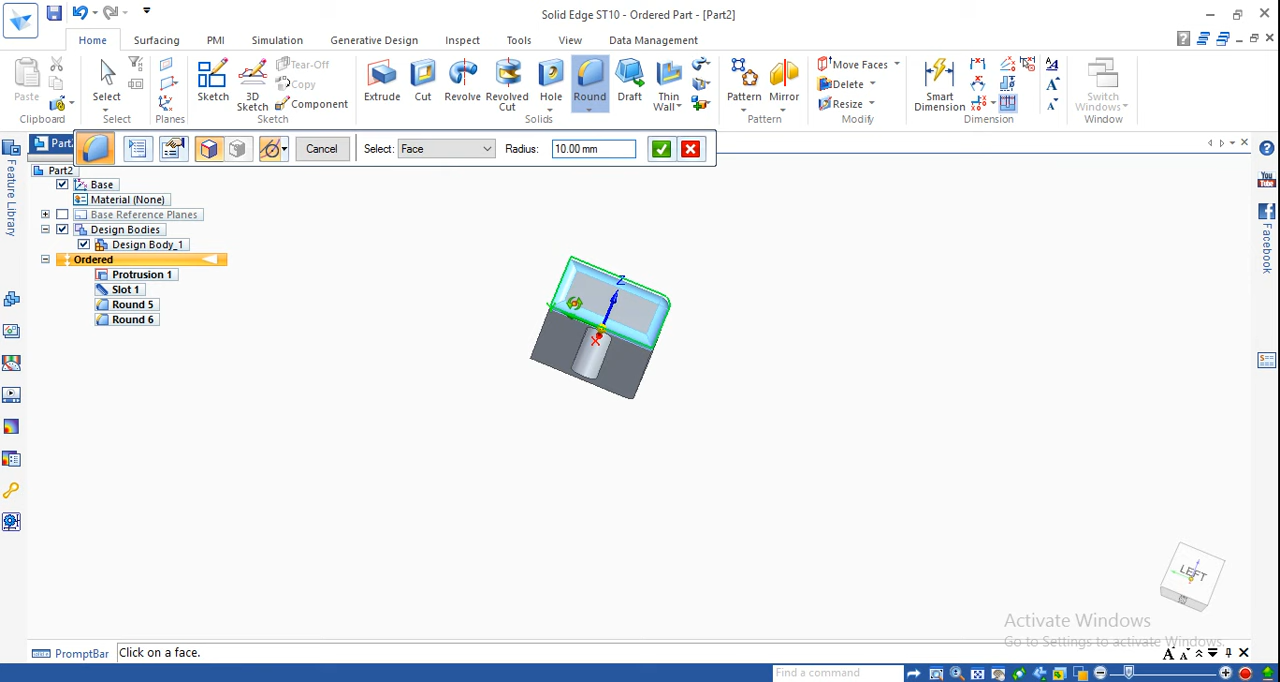 Solid Edge ST10 - Ordered Part - [Part2]
Home Surfacing PMI Simulation Generative Design Inspect Tools View Data Management
Paste
Clipboard
Select
Select
Planes
Sketch
3D Sketch
Tear-Off
Copy
Component
Sketch
Extrude
Cut
Revolve
Revolved Cut
Hole
Round
Draft
Thin Wall
Solids
Pattern
Mirror
Pattern
Move Faces
Delete
Resize
Modify
Smart Dimension
Dimension
Switch Windows
Window
Part
Cancel
Select: Face
Radius: 10.00 mm
Feature Library
Part2
Base
Material (None)
Base Reference Planes
Design Bodies
Design Body_1
Ordered
Protrusion 1
Slot 1
Round 5
Round 6
Z
X
LEFT
You Tube
Facebook
Activate Windows
Go to Settings to activate Windows.
PromptBar
Click on a face.
Find a command